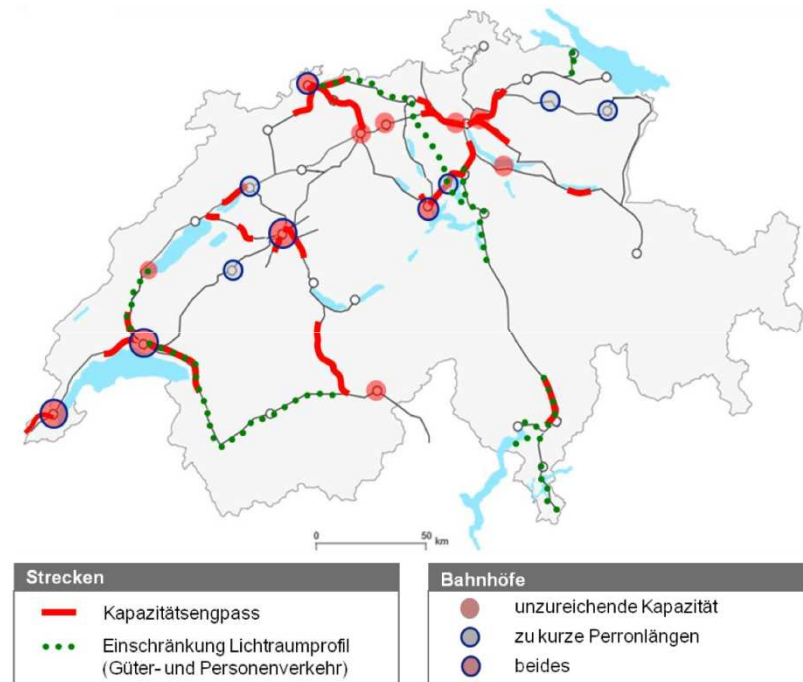 0
50
km
Strecken
Kapazitätsengpass
Einschränkung Lichtraumprofil
(Güter- und Personenverkehr)
Bahnhöfe
unzureichende Kapazität
zu kurze Perronlängen
beides